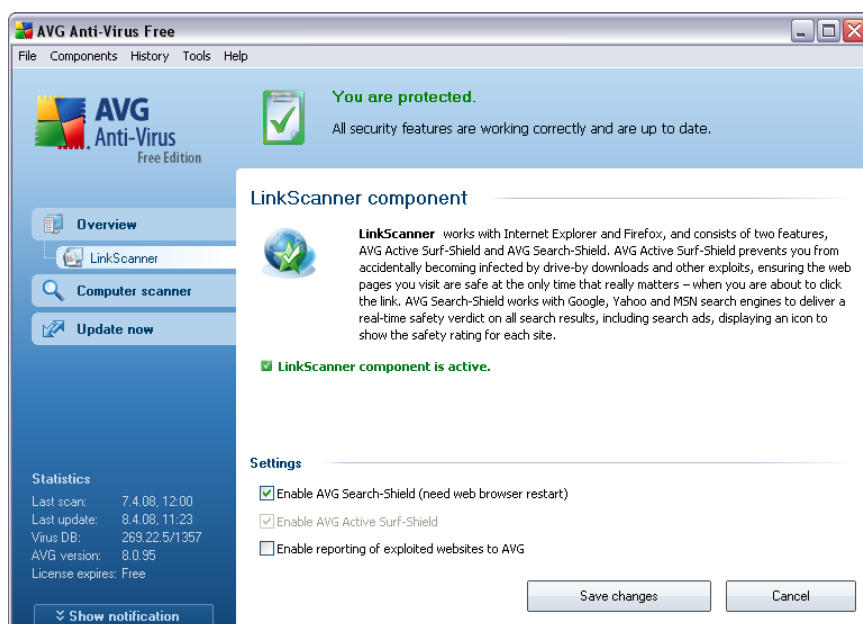 AVG Anti-Virus Free
File Components History Tools Help
AVG
Anti-Virus
Free Edition
You are protected.
All security features are working correctly and are up to date.
Overview
LinkScanner
Computer scanner
Update now
LinkScanner component
LinkScanner works with Internet Explorer and Firefox, and consists of two features,
AVG Active Surf-Shield and AVG Search-Shield. AVG Active Surf-Shield prevents you from
accidentally becoming infected by drive-by downloads and other exploits, ensuring the web
pages you visit are safe at the only time that really matters – when you are about to click
the link. AVG Search-Shield works with Google, Yahoo and MSN search engines to deliver a
real-time safety verdict on all search results, including search ads, displaying an icon to
show the safety rating for each site.
LinkScanner component is active.
Settings
Enable AVG Search-Shield (need web browser restart)
Enable AVG Active Surf-Shield
Enable reporting of exploited websites to AVG
Save changes
Cancel
Statistics
Last scan: 7.4.08, 12:00
Last update: 8.4.08, 11:23
Virus DB: 269.22.5/1357
AVG version: 8.0.95
License expires: Free
Show notification